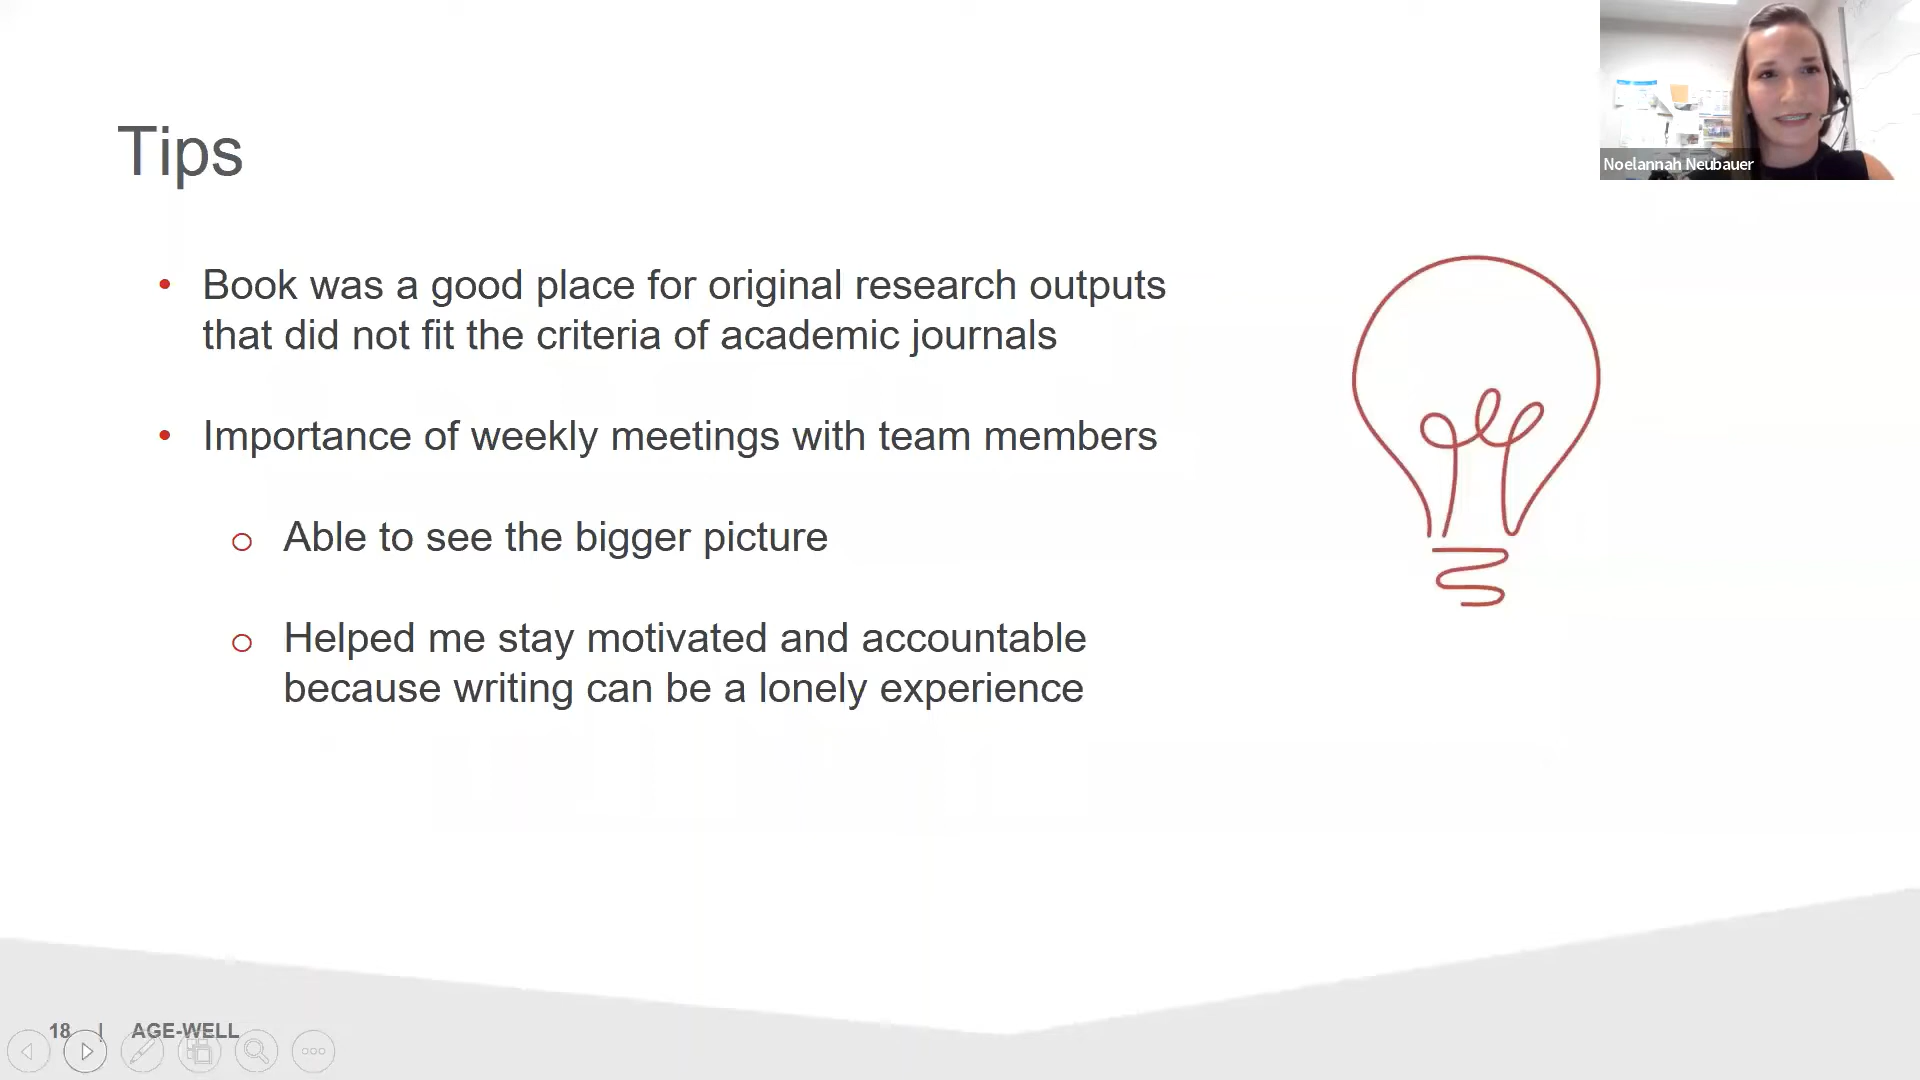 Noelannah Neubauer
Tips
• Book was a good place for original research outputs
that did not fit the criteria of academic journals
• Importance of weekly meetings with team members
o Able to see the bigger picture
o Helped me stay motivated and accountable
because writing can be a lonely experience
18 | AGE-WELL